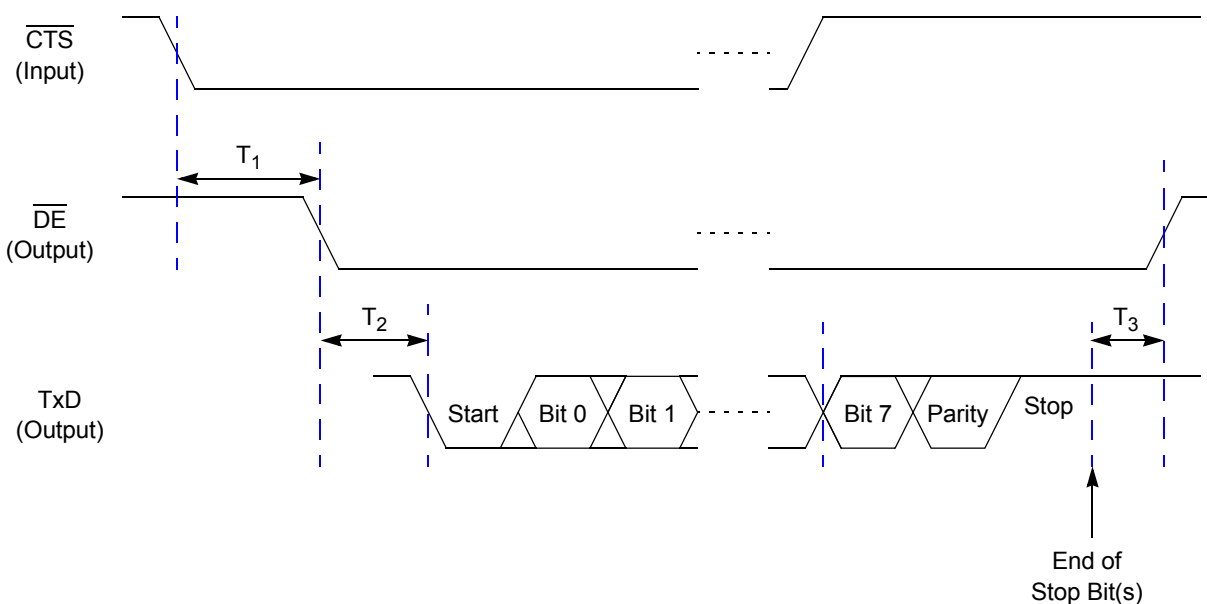 CTS
(Input)
T1
DE
(Output)
T2
T3
TxD
(Output)
Start
Bit 0
Bit 1
Bit 7
Parity
Stop
End of
Stop Bit(s)